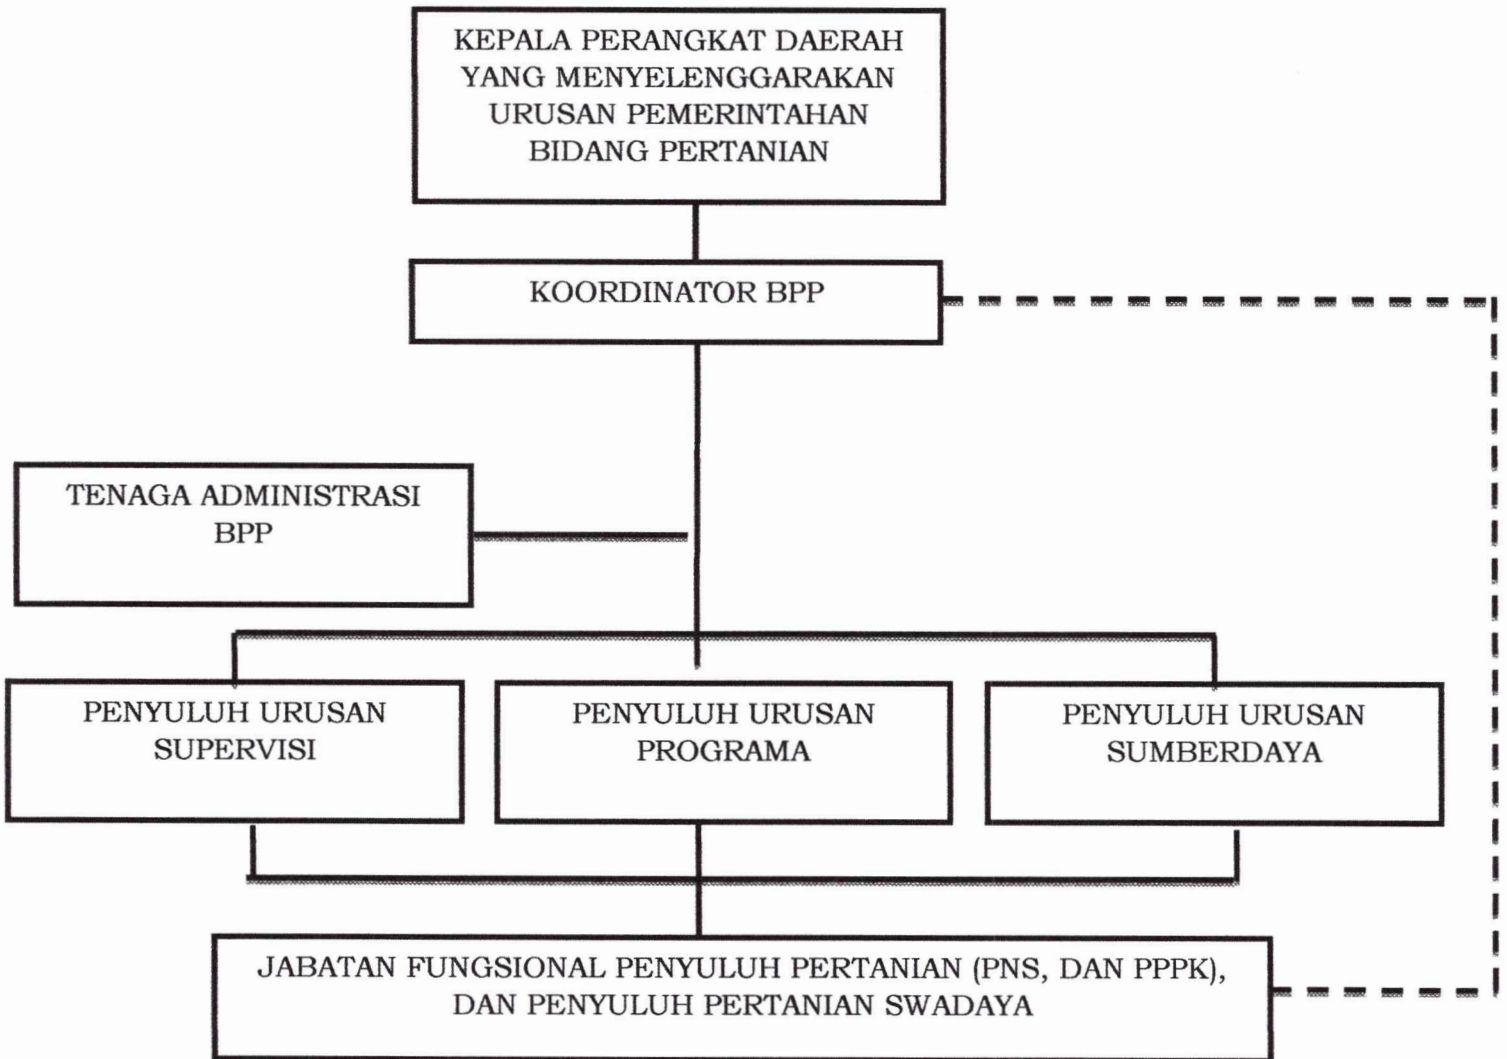 KEPALA PERANGKAT DAERAH
YANG MENYELENGGARAKAN
URUSAN PEMERINTAHAN
BIDANG PERTANIAN
KOORDINATOR BPP
TENAGA ADMINISTRASI
BPP
PENYULUH URUSAN
SUPERVISI
PENYULUH URUSAN
PROGRAMA
PENYULUH URUSAN
SUMBERDAYA
JABATAN FUNGSIONAL PENYULUH PERTANIAN (PNS, DAN PPPK),
DAN PENYULUH PERTANIAN SWADAYA